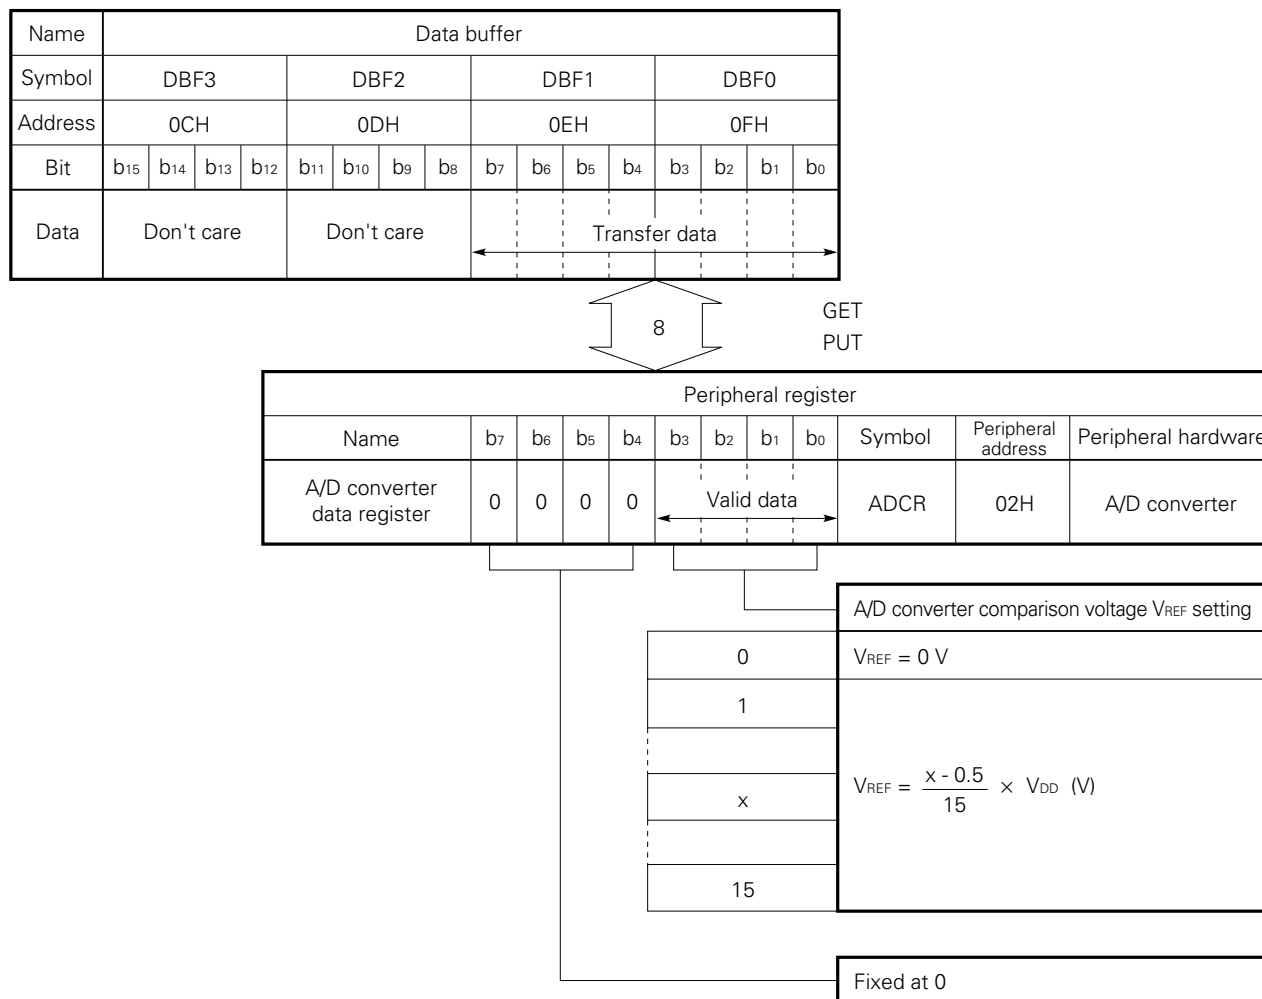 Name Data buffer
Symbol DBF3 DBF2 DBF1 DBF0
Address 0CH 0DH 0EH 0FH
Bit b15 b14 b13 b12 b11 b10 b9 b8 b7 b6 b5 b4 b3 b2 b1 b0
Data Don't care Don't care Transfer data
8
GET
PUT
Peripheral register
Name b7 b6 b5 b4 b3 b2 b1 b0 Symbol Peripheral address Peripheral hardware
A/D converter data register 0 0 0 0 Valid data ADCR 02H A/D converter
A/D converter comparison voltage VREF setting
0 VREF = 0 V
1
x VREF = x - 0.5 / 15 × VDD (V)
15
Fixed at 0